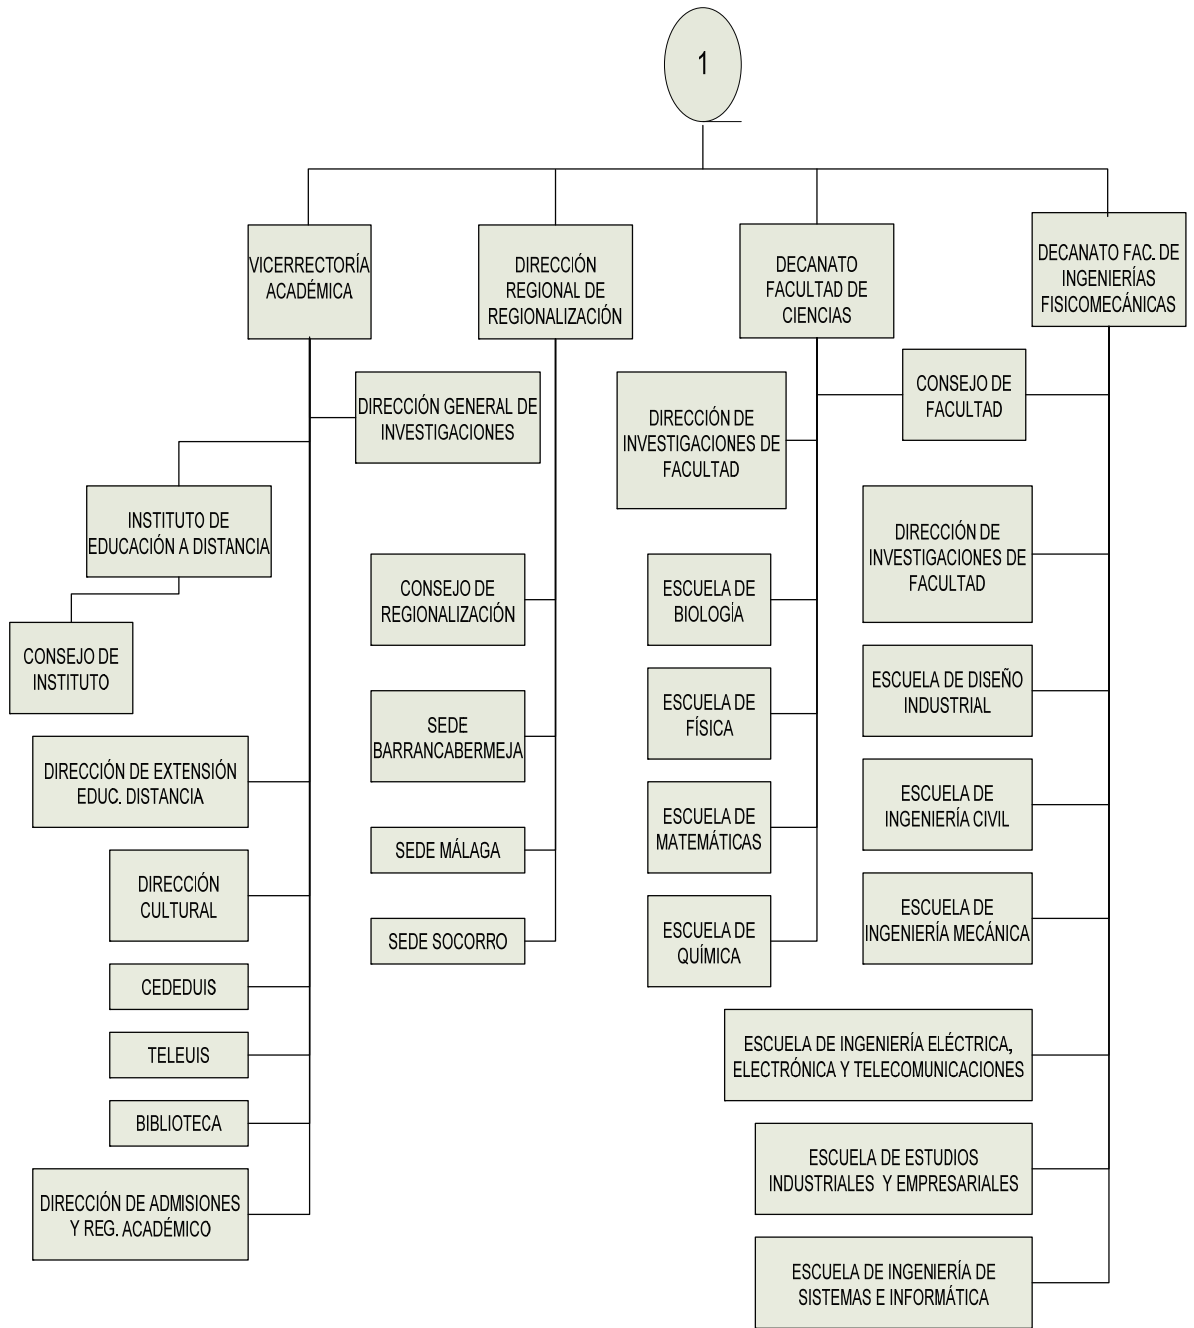 1
VICERRECTORÍA
ACADÉMICA
DIRECCIÓN GENERAL DE
INVESTIGACIONES
INSTITUTO DE
EDUCACIÓN A DISTANCIA
CONSEJO DE
INSTITUTO
DIRECCIÓN DE EXTENSIÓN
EDUC. DISTANCIA
DIRECCIÓN
CULTURAL
CEDEDUIS
TELEUIS
BIBLIOTECA
DIRECCIÓN DE ADMISIONES
Y REG. ACADÉMICO
DIRECCIÓN
REGIONAL DE
REGIONALIZACIÓN
CONSEJO DE
REGIONALIZACIÓN
SEDE
BARRANCABERMEJA
SEDE MÁLAGA
SEDE SOCORRO
DECANATO
FACULTAD DE
CIENCIAS
CONSEJO DE
FACULTAD
DIRECCIÓN DE
INVESTIGACIONES DE
FACULTAD
ESCUELA DE
BIOLOGÍA
ESCUELA DE
FÍSICA
ESCUELA DE
MATEMÁTICAS
ESCUELA DE
QUÍMICA
DECANATO FAC. DE
INGENIERÍAS
FISICOMECÁNICAS
DIRECCIÓN DE
INVESTIGACIONES DE
FACULTAD
ESCUELA DE DISEÑO
INDUSTRIAL
ESCUELA DE
INGENIERÍA CIVIL
ESCUELA DE
INGENIERÍA MECÁNICA
ESCUELA DE INGENIERÍA ELÉCTRICA,
ELECTRÓNICA Y TELECOMUNICACIONES
ESCUELA DE ESTUDIOS
INDUSTRIALES Y EMPRESARIALES
ESCUELA DE INGENIERÍA DE
SISTEMAS E INFORMÁTICA